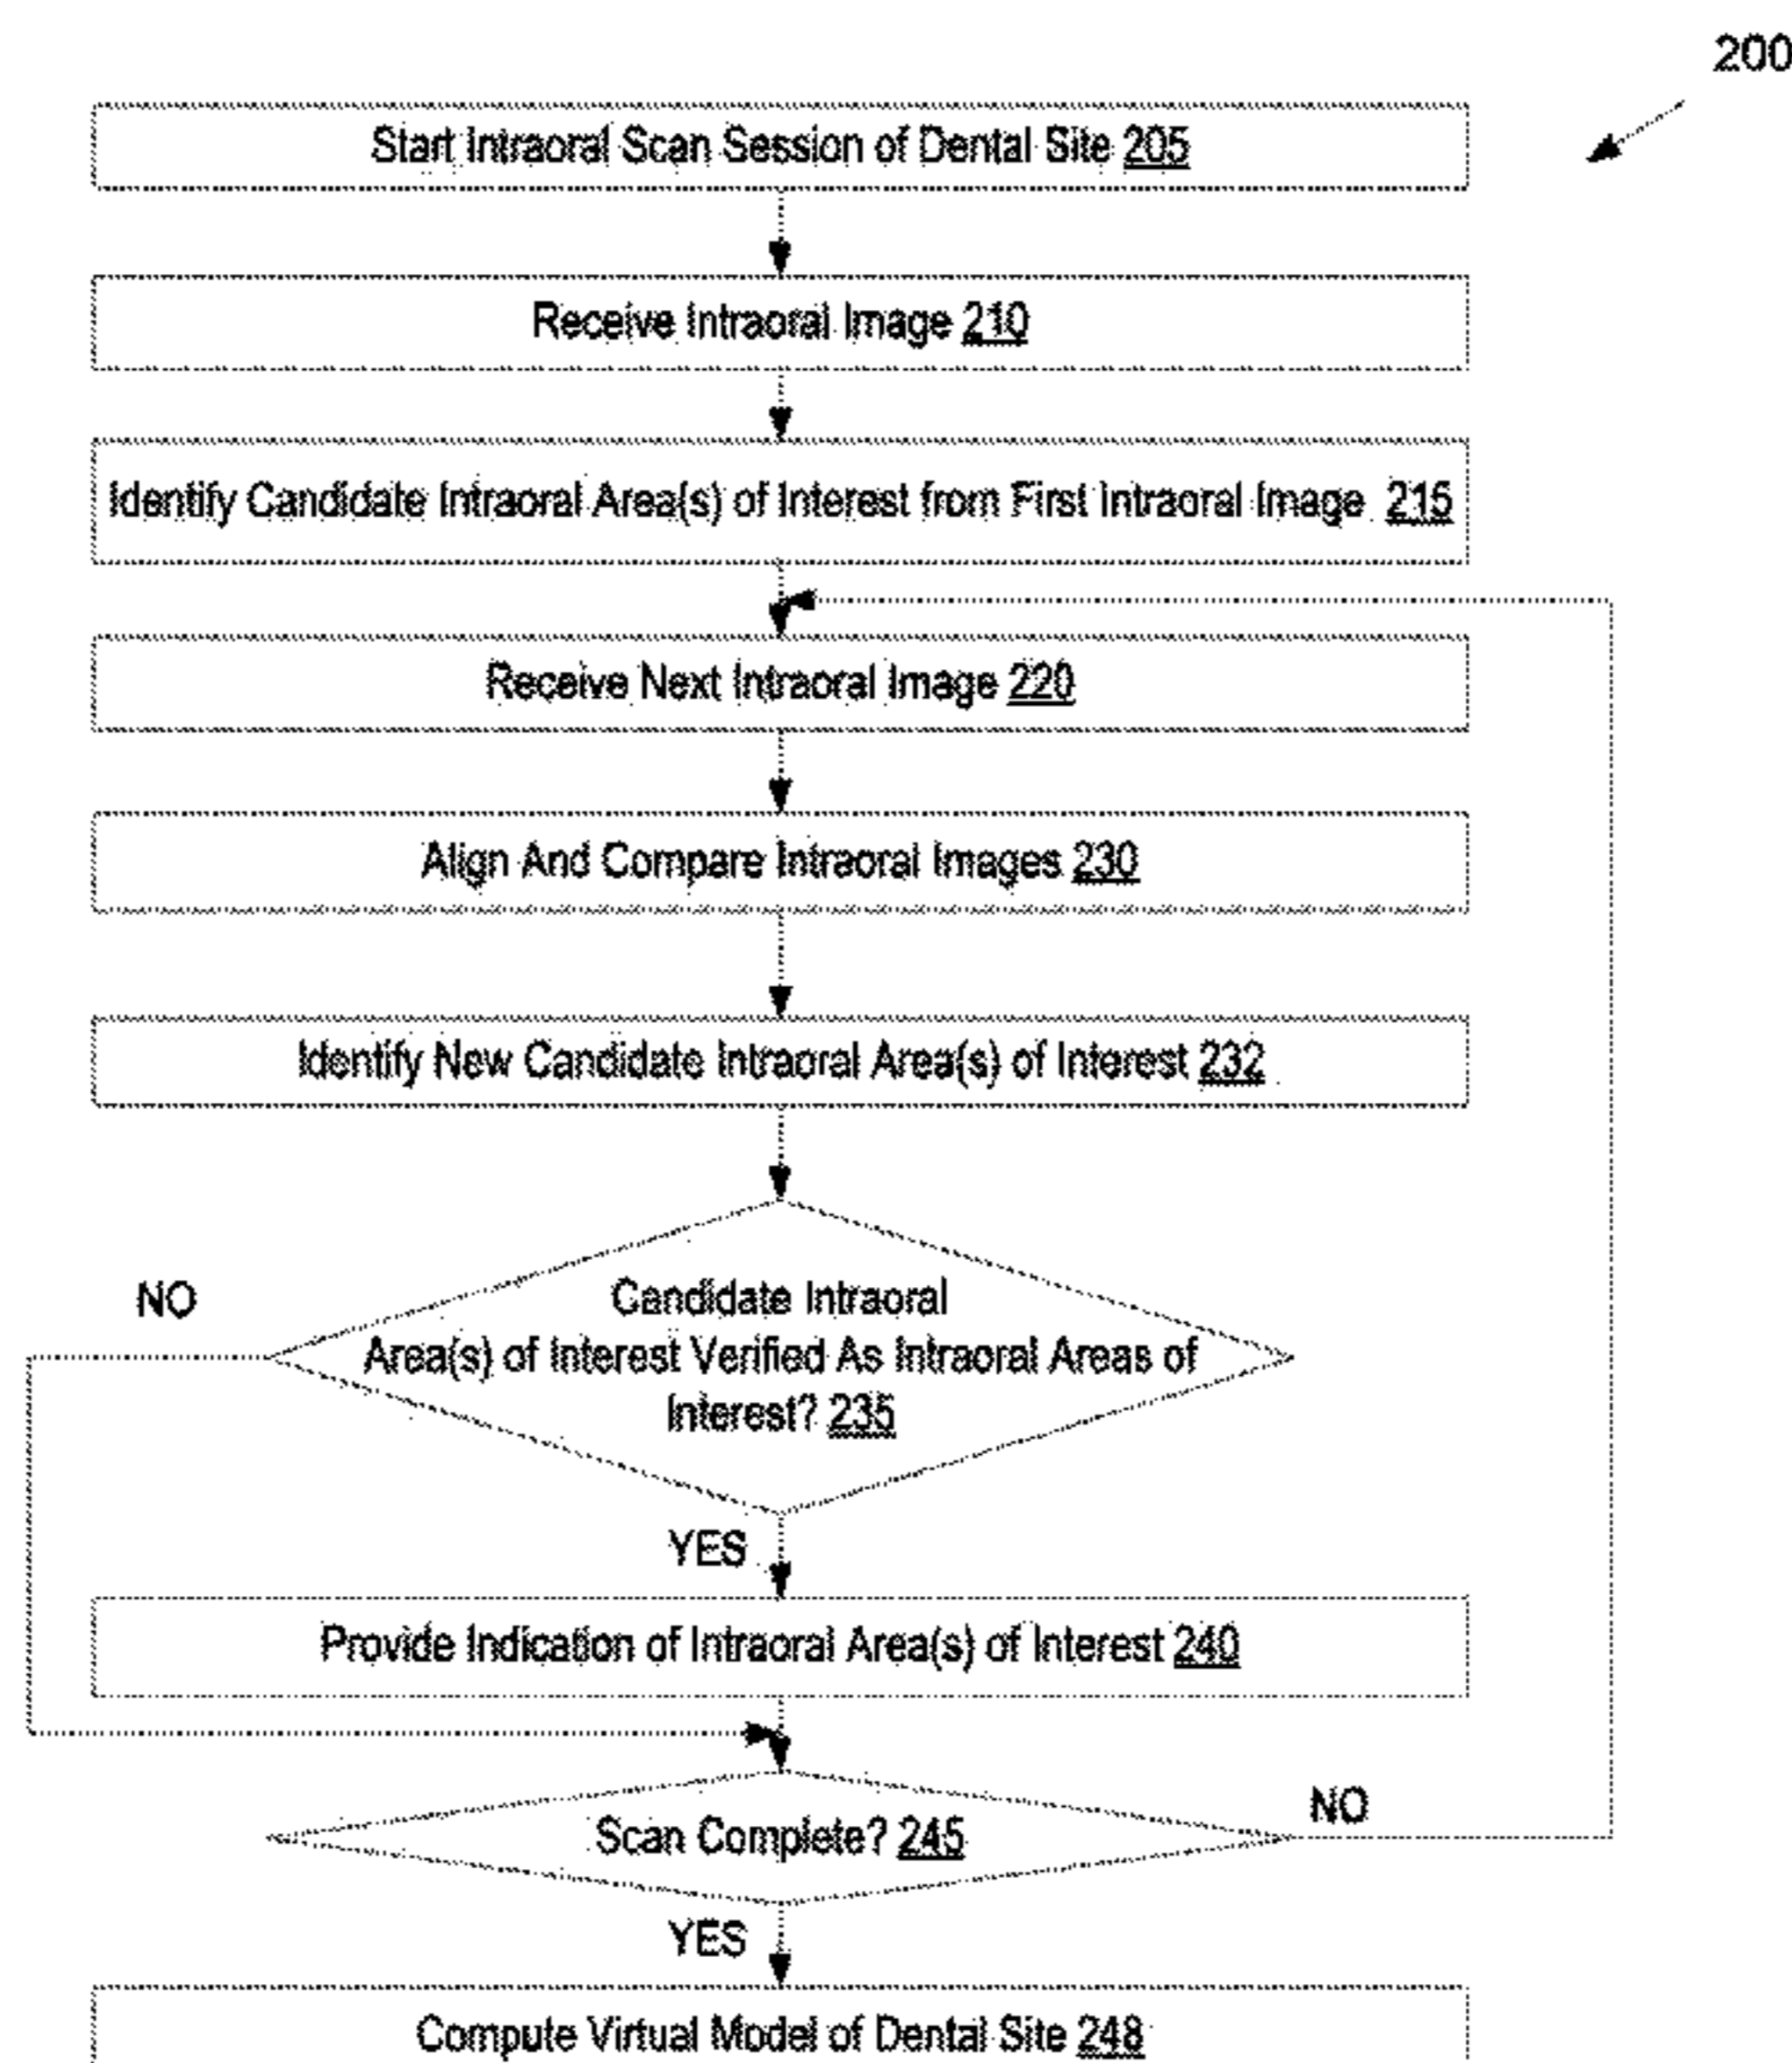 200
Start Intraoral Scan Session of Dental Site 205
Receive Intraoral Image 210
Identify Candidate Intraoral Area(s) of Interest from First Intraoral Image 215
Receive Next Intraoral Image 220
Align And Compare Intraoral Images 230
Identify New Candidate Intraoral Area(s) of Interest 232
NO
Candidate Intraoral
Area(s) of Interest Verified As Intraoral Areas of
Interest? 235
YES
Provide Indication of Intraoral Area(s) of Interest 240
NO
Scan Complete? 245
YES
Compute Virtual Model of Dental Site 248